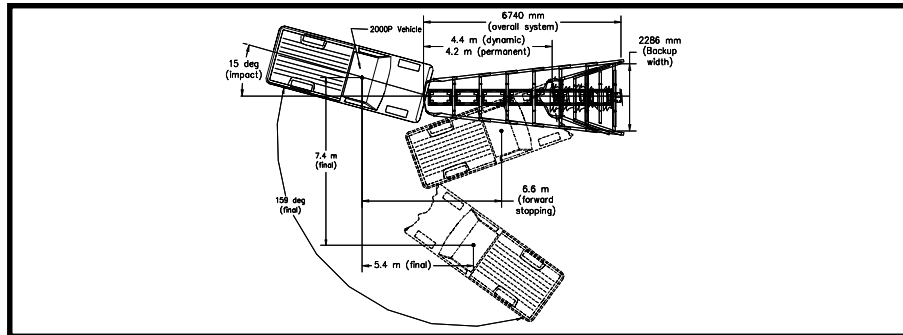 6740 mm
(overall system)
2000P Vehicle
4.4 m (dynamic)
4.2 m (permanent)
2286 mm
(Backup
width)
15 deg
(impact)
7.4 m
(final)
159 deg
(final)
6.6 m
(forward
stopping)
5.4 m (final)